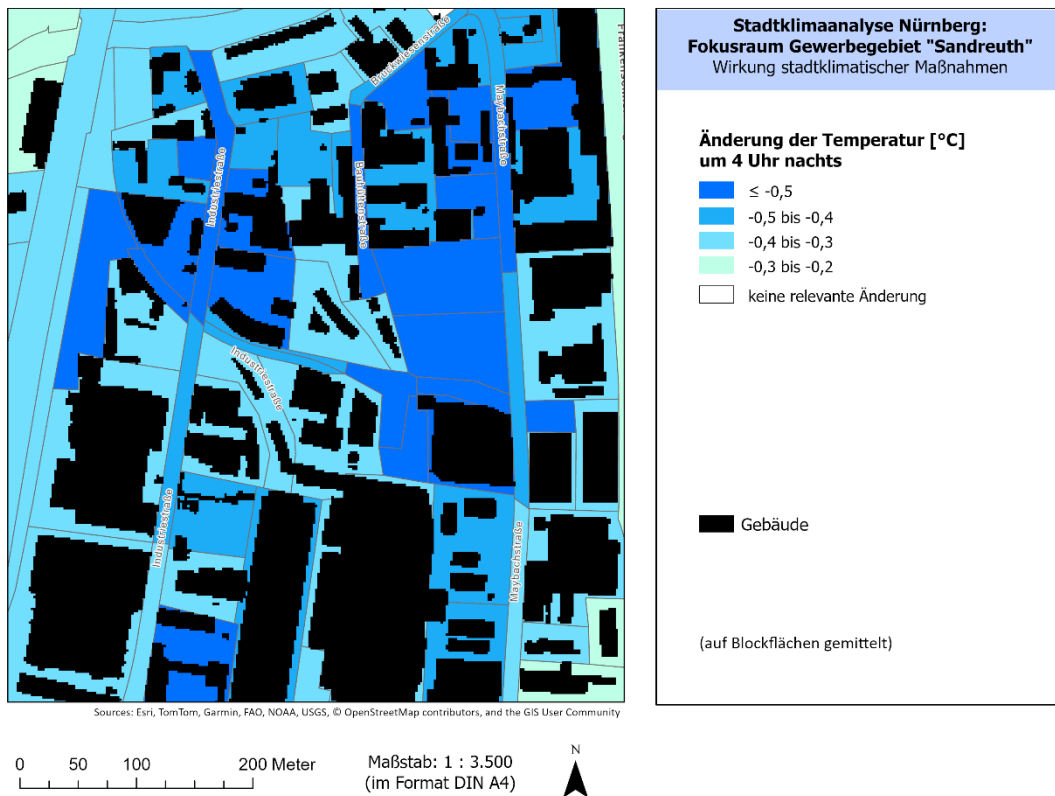 Stadtklimaanalyse Nürnberg:
Fokusraum Gewerbegebiet "Sandreuth"
Wirkung stadtklimatischer Maßnahmen
Änderung der Temperatur [°C]
um 4 Uhr nachts
≤ -0,5
-0,5 bis -0,4
-0,4 bis -0,3
-0,3 bis -0,2
keine relevante Änderung
Gebäude
(auf Blockflächen gemittelt)
Bruckwiesenstraße
Maybachstraße
Industriestraße
Industriestraße
Industriestraße
Maybachstraße
Sources: Esri, TomTom, Garmin, FAO, NOAA, USGS, © OpenStreetMap contributors, and the GIS User Community
0 50 100 200 Meter
Maßstab: 1 : 3.500
(im Format DIN A4)
N